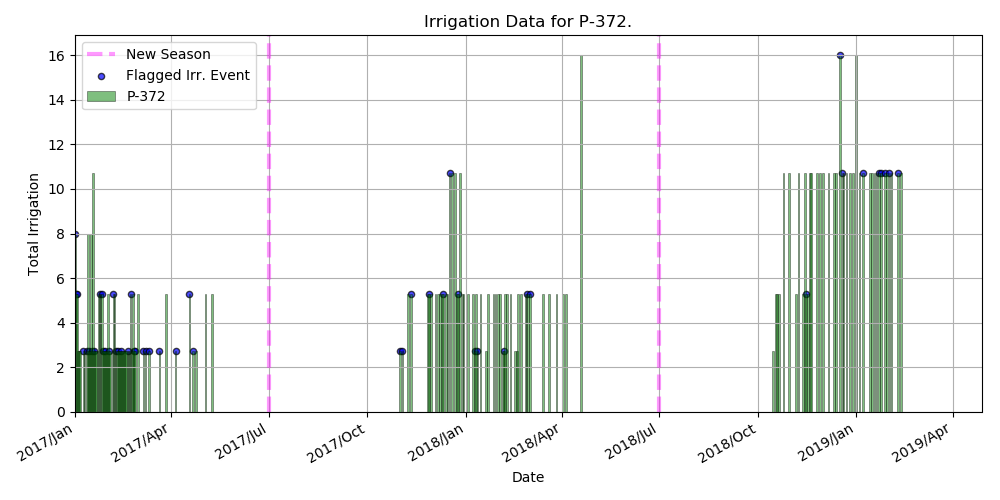 Irrigation Data for P-372.
New Season
Flagged Irr. Event
P-372
Total Irrigation
16
14
12
10
8
6
4
2
0
2017/Jan
2017/Apr
2017/Jul
2017/Oct
2018/Jan
2018/Apr
2018/Jul
2018/Oct
2019/Jan
2019/Apr
Date